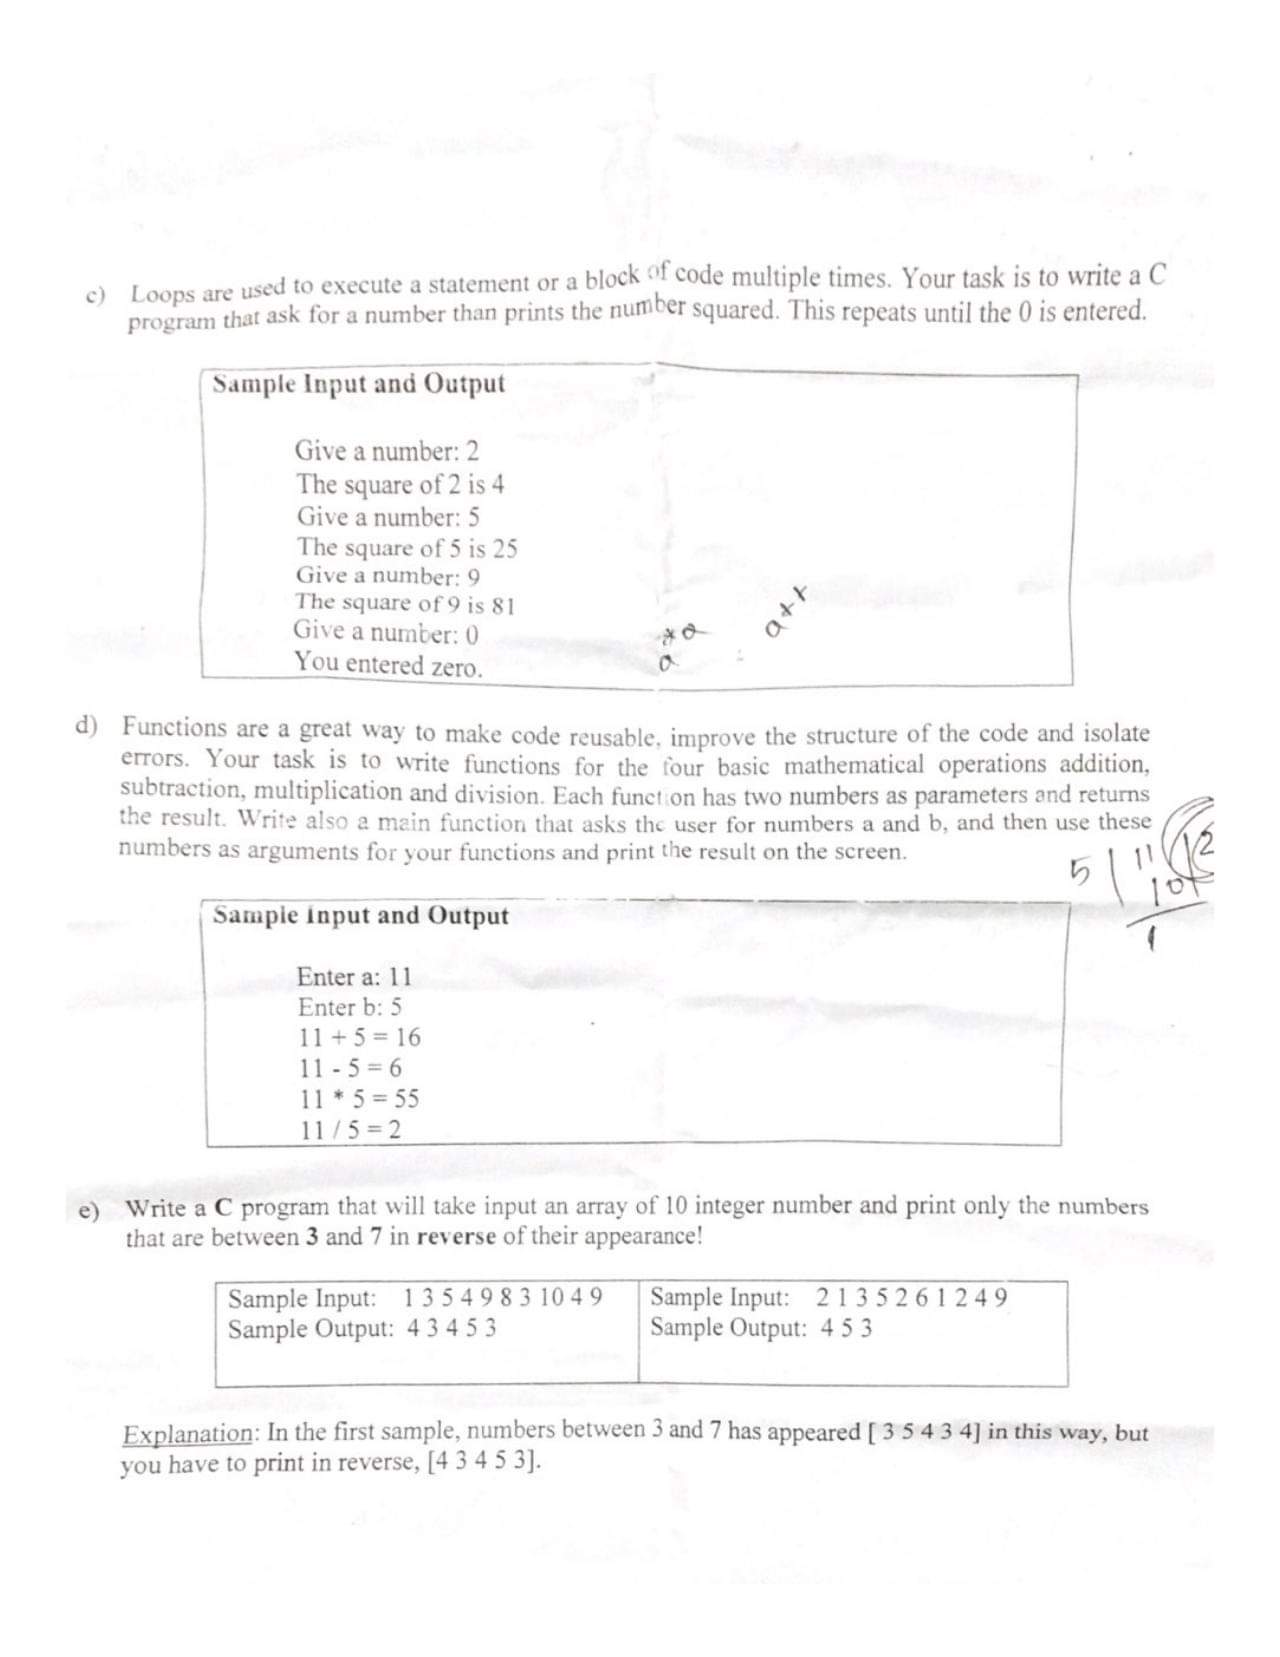 c) Loops are used to execute a statement or a block of code multiple times. Your task is to write a C
program that ask for a number than prints the number squared. This repeats until the 0 is entered.
Sample Input and Output
Give a number: 2
The square of 2 is 4
Give a number: 5
The square of 5 is 25
Give a number: 9
The square of 9 is 81
Give a number: 0
You entered zero.
d) Functions are a great way to make code reusable, improve the structure of the code and isolate
errors. Your task is to write functions for the four basic mathematical operations addition,
subtraction, multiplication and division. Each function has two numbers as parameters and returns
the result. Write also a main function that asks the user for numbers a and b, and then use these
numbers as arguments for your functions and print the result on the screen.
5 | 11
10
1
Sample Input and Output
Enter a: 11
Enter b: 5
11 + 5 = 16
11 - 5 = 6
11 * 5 = 55
11 / 5 = 2
e) Write a C program that will take input an array of 10 integer number and print only the numbers
that are between 3 and 7 in reverse of their appearance!
Sample Input: 1 3 5 4 9 8 3 10 4 9
Sample Output: 4 3 4 5 3
Sample Input: 2 1 3 5 2 6 1 2 4 9
Sample Output: 4 5 3
Explanation: In the first sample, numbers between 3 and 7 has appeared [ 3 5 4 3 4] in this way, but
you have to print in reverse, [4 3 4 5 3].